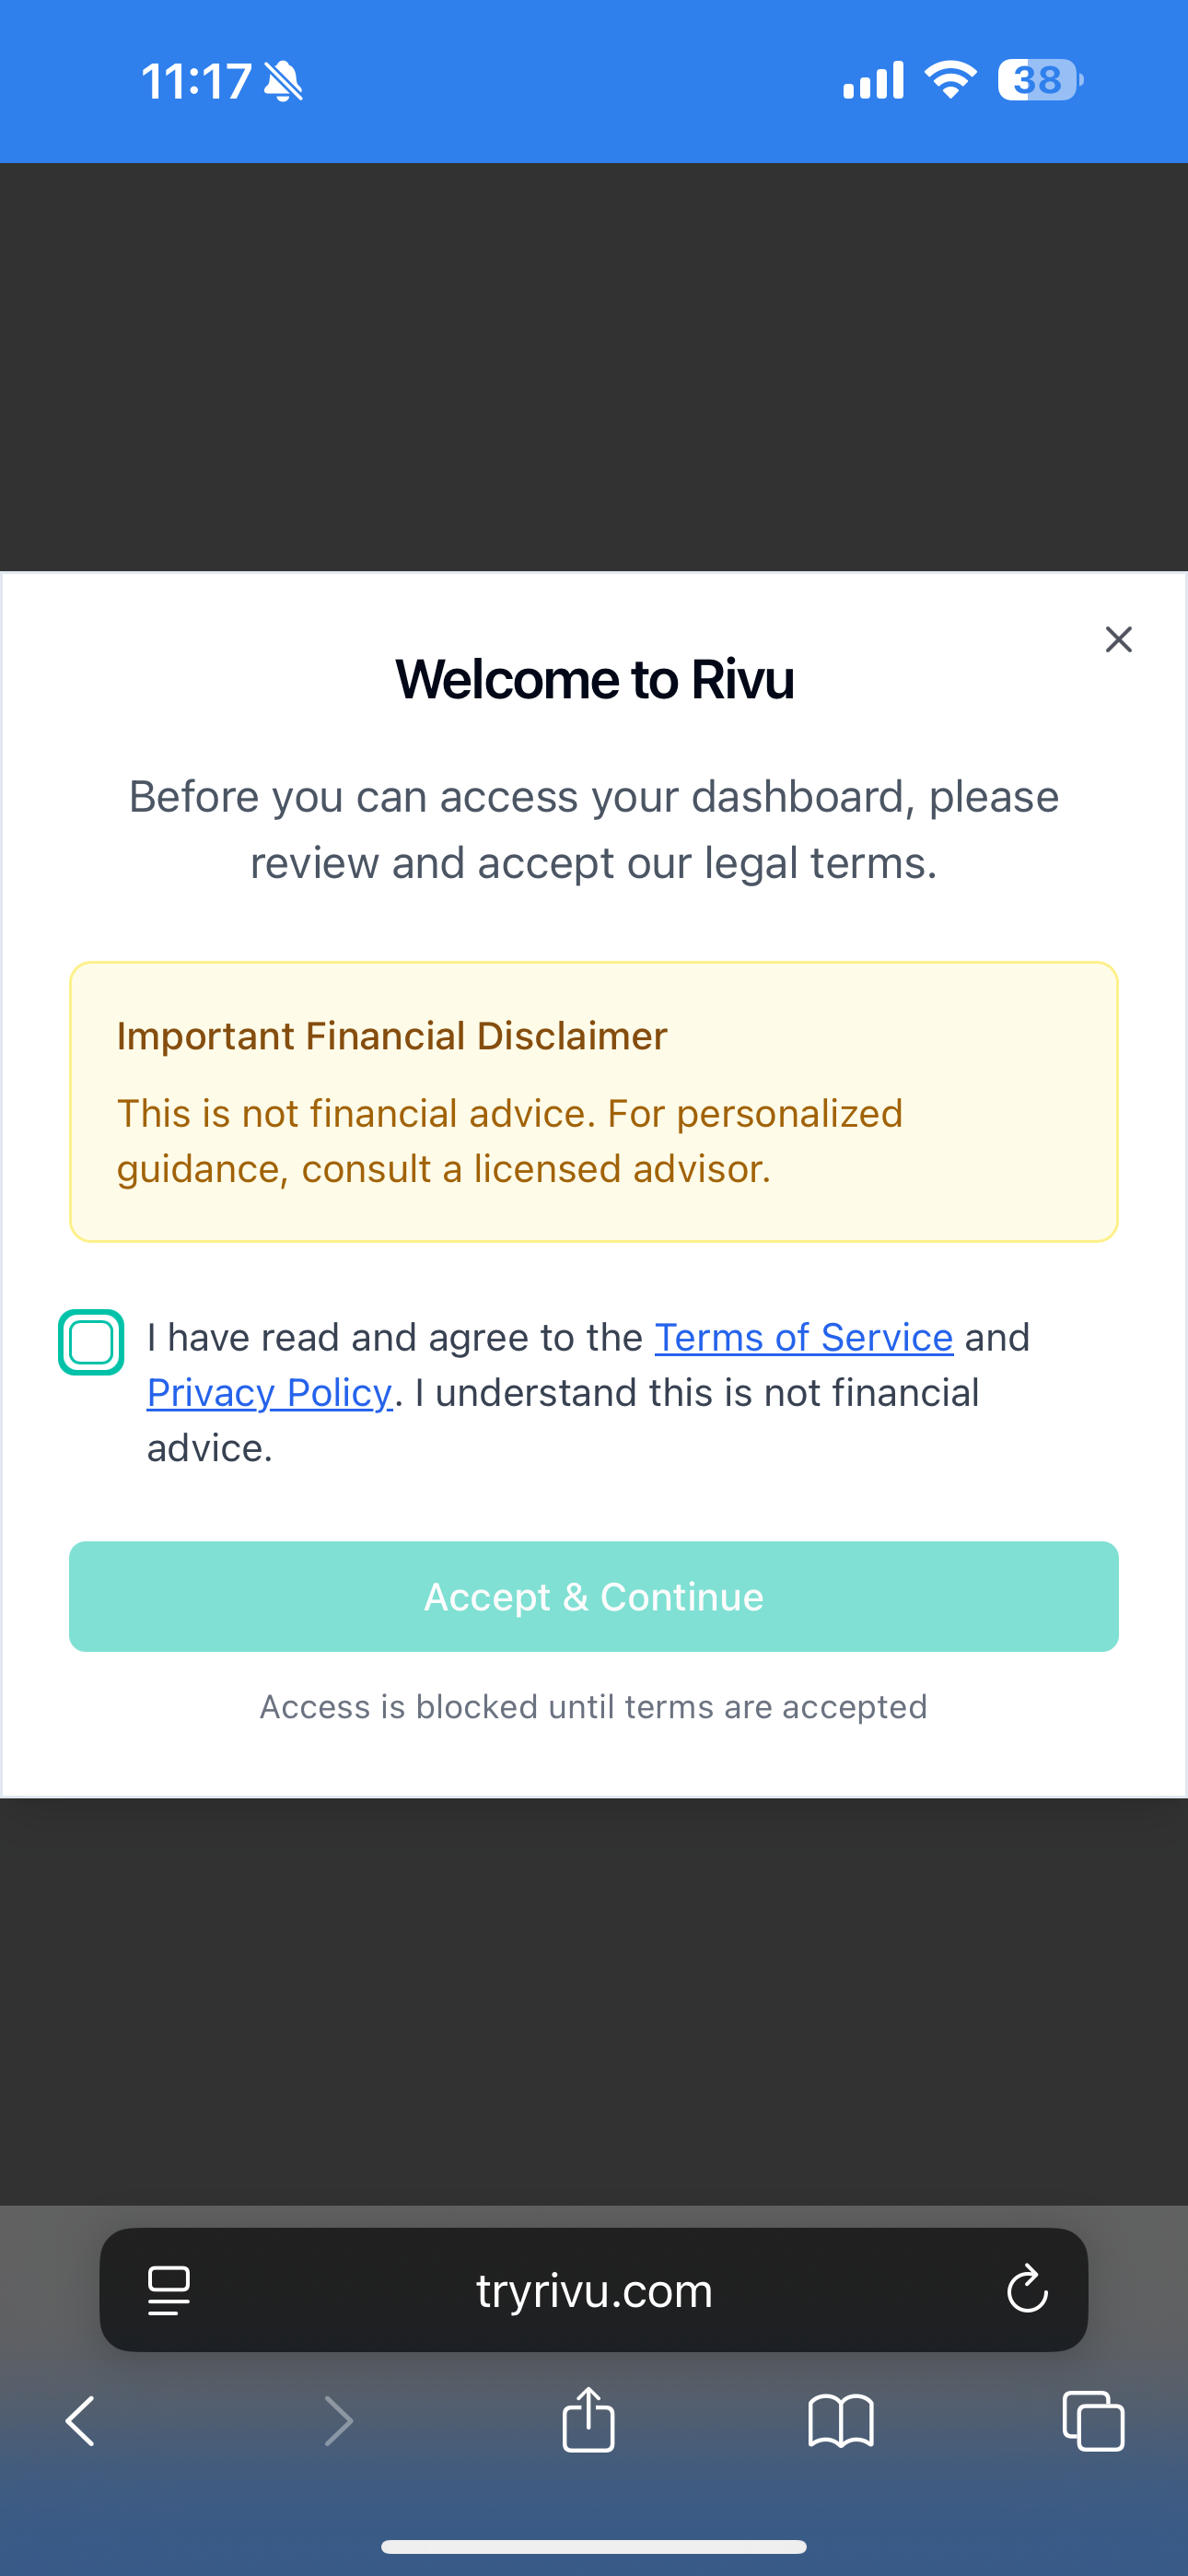 11:17
38
Welcome to Rivu
Before you can access your dashboard, please
review and accept our legal terms.
Important Financial Disclaimer
This is not financial advice. For personalized
guidance, consult a licensed advisor.
I have read and agree to the Terms of Service and
Privacy Policy. I understand this is not financial
advice.
Accept & Continue
Access is blocked until terms are accepted
tryrivu.com